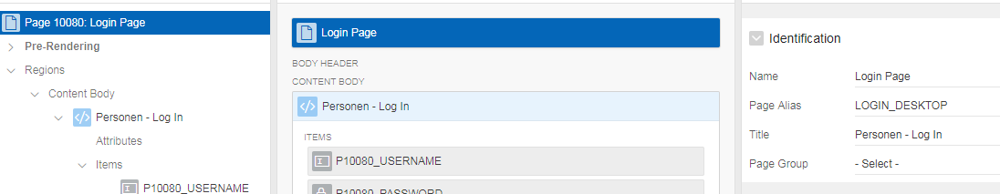 Page 10080: Login Page
Pre-Rendering
Regions
Content Body
Personen - Log In
Attributes
Items
P10080_USERNAME
Login Page
BODY HEADER
CONTENT BODY
Personen - Log In
ITEMS
P10080_USERNAME
P10080_PASSWORD
Identification
Name Login Page
Page Alias LOGIN_DESKTOP
Title Personen - Log In
Page Group - Select -